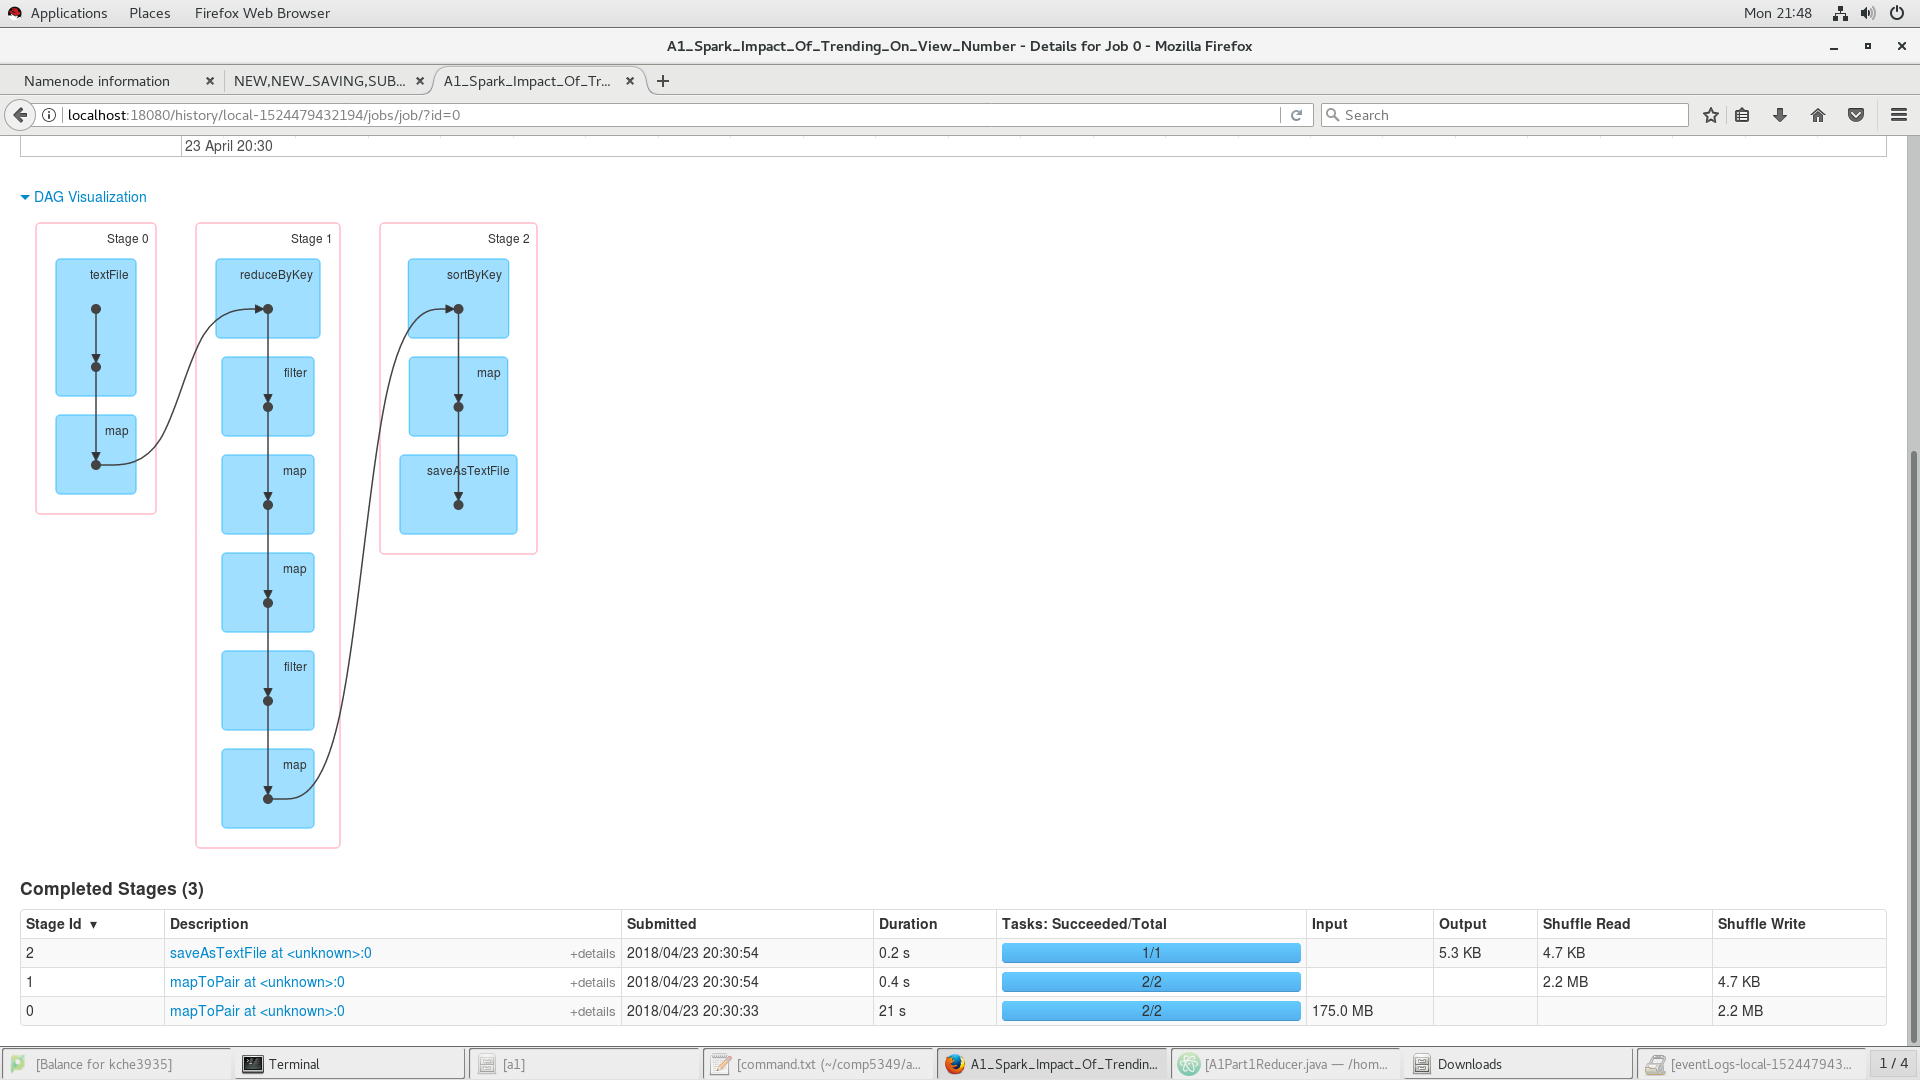 Applications Places Firefox Web Browser Mon 21:48
A1_Spark_Impact_Of_Trending_On_View_Number - Details for Job 0 - Mozilla Firefox
Namenode information NEW,NEW_SAVING,SUB... A1_Spark_Impact_Of_Tr...
localhost:18080/history/local-1524479432194/jobs/job/?id=0 Search
23 April 20:30
DAG Visualization
Stage 0
textFile
map
Stage 1
reduceByKey
filter
map
map
filter
map
Stage 2
sortByKey
map
saveAsTextFile
Completed Stages (3)
Stage Id ▾ Description Submitted Duration Tasks: Succeeded/Total Input Output Shuffle Read Shuffle Write
2 saveAsTextFile at <unknown>:0 +details 2018/04/23 20:30:54 0.2 s 1/1 5.3 KB 4.7 KB
1 mapToPair at <unknown>:0 +details 2018/04/23 20:30:54 0.4 s 2/2 2.2 MB 4.7 KB
0 mapToPair at <unknown>:0 +details 2018/04/23 20:30:33 21 s 2/2 175.0 MB 2.2 MB
[Balance for kche3935] Terminal [a1] [command.txt (~/comp5349/a... A1_Spark_Impact_Of_Trendin... [A1Part1Reducer.java — /hom... Downloads [eventLogs-local-152447943... 1 / 4